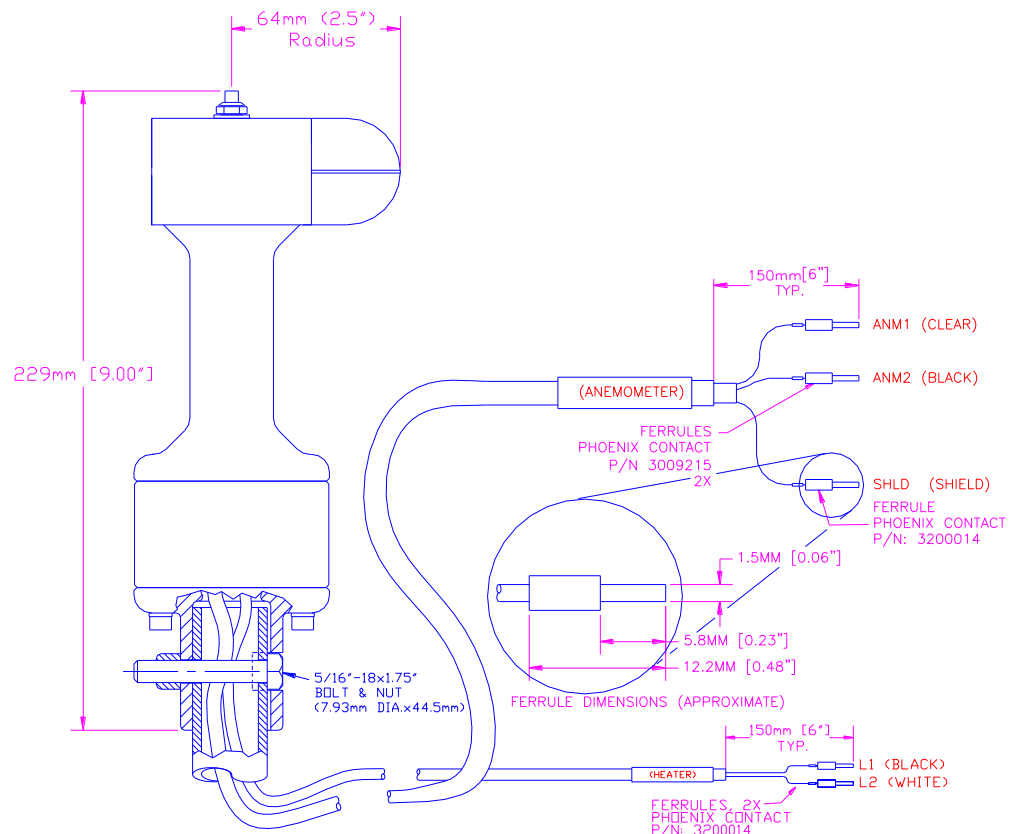 64mm (2.5")
Radius
229mm [9.00"]
150mm[6"]
TYP.
ANM1 (CLEAR)
(ANEMOMETER)
ANM2 (BLACK)
FERRULES
PHOENIX CONTACT
P/N 3009215
2X
SHLD (SHIELD)
FERRULE
PHOENIX CONTACT
P/N: 3200014
1.5MM [0.06"]
5.8MM [0.23"]
12.2MM [0.48"]
FERRULE DIMENSIONS (APPROXIMATE)
5/16"-18x1.75"
BOLT & NUT
(7.93mm DIA.x44.5mm)
150mm [6"]
TYP.
(HEATER)
L1 (BLACK)
L2 (WHITE)
FERRULES, 2X
PHOENIX CONTACT
P/N: 3200014